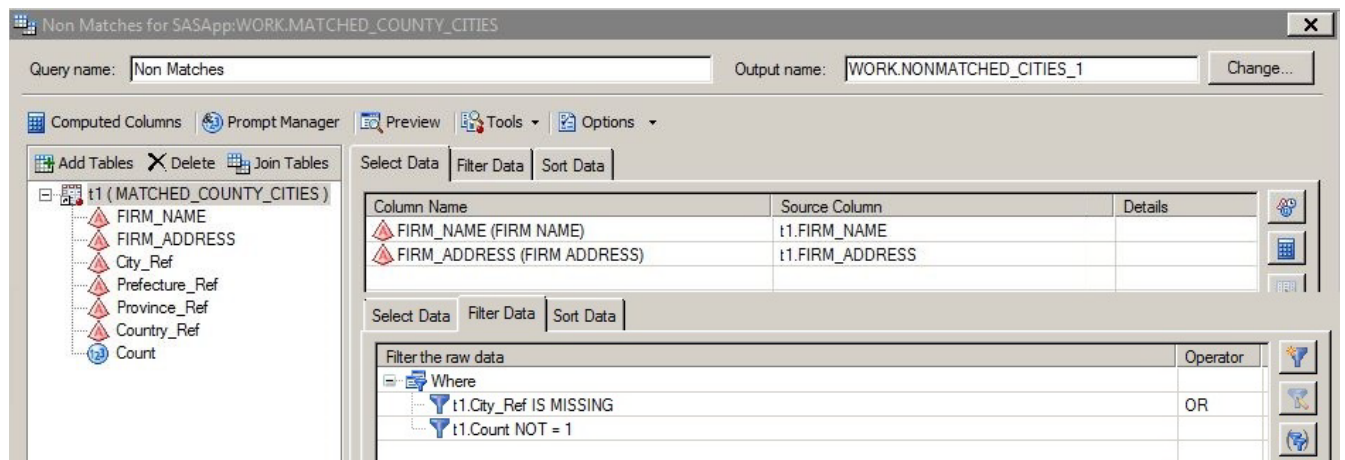 Non Matches for SASApp:WORK.MATCHED_COUNTY_CITIES
Query name: Non Matches Output name: WORK.NONMATCHED_CITIES_1 Change...
Computed Columns Prompt Manager Preview Tools Options
Add Tables Delete Join Tables
t1 ( MATCHED_COUNTY_CITIES )
FIRM_NAME
FIRM_ADDRESS
City_Ref
Prefecture_Ref
Province_Ref
Country_Ref
Count
Select Data Filter Data Sort Data
Column Name Source Column Details
FIRM_NAME (FIRM NAME) t1.FIRM_NAME
FIRM_ADDRESS (FIRM ADDRESS) t1.FIRM_ADDRESS
Select Data Filter Data Sort Data
Filter the raw data Operator
Where
t1.City_Ref IS MISSING OR
t1.Count NOT = 1